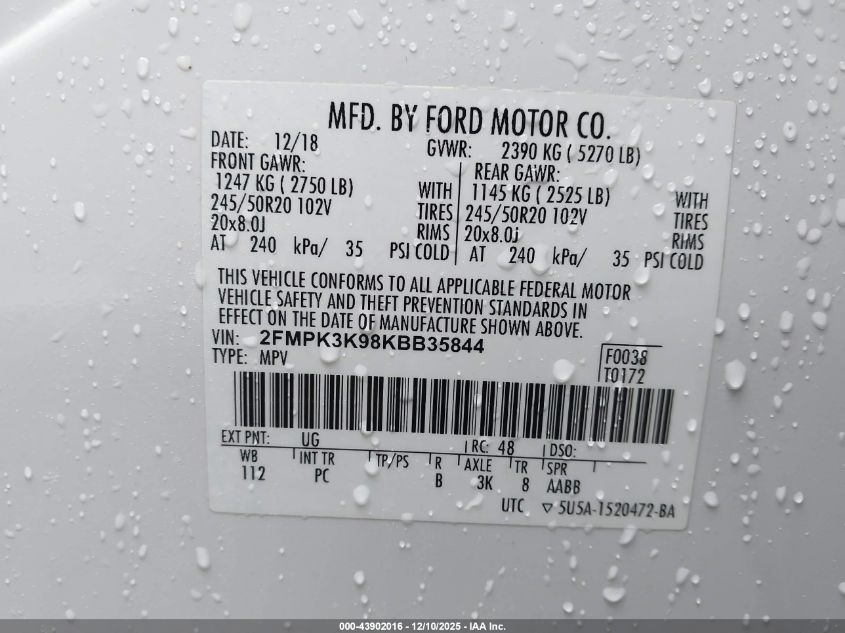 MFD. BY FORD MOTOR CO.
DATE: 12/18 GVWR: 2390 KG ( 5270 LB)
FRONT GAWR: REAR GAWR:
1247 KG ( 2750 LB) WITH 1145 KG ( 2525 LB) WITH
245/50R20 102V TIRES 245/50R20 102V TIRES
20x8.0J RIMS 20x8.0J RIMS
AT 240 kPa/ 35 PSI COLD AT 240 kPa/ 35 PSI COLD
THIS VEHICLE CONFORMS TO ALL APPLICABLE FEDERAL MOTOR
VEHICLE SAFETY AND THEFT PREVENTION STANDARDS IN
EFFECT ON THE DATE OF MANUFACTURE SHOWN ABOVE.
VIN: 2FMPK3K98KBB35844
TYPE: MPV
F0038
T0172
EXT PNT: UG RC: 48 DSO:
WB INT TR TP/PS R AXLE TR SPR
112 PC B 3K 8 AABB
UTC ▽ 5U5A-1520472-BA
000-43902016 - 12/10/2025 - IAA Inc.